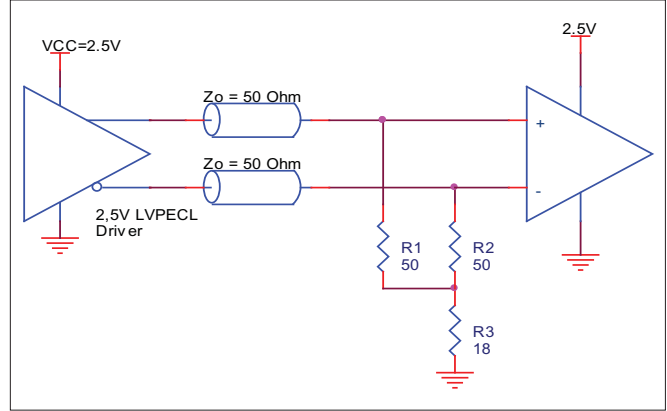 VCC=2.5V
2.5V
Zo = 50 Ohm
+
Zo = 50 Ohm
-
2,5V LVPECL
Driver
R1
50
R2
50
R3
18